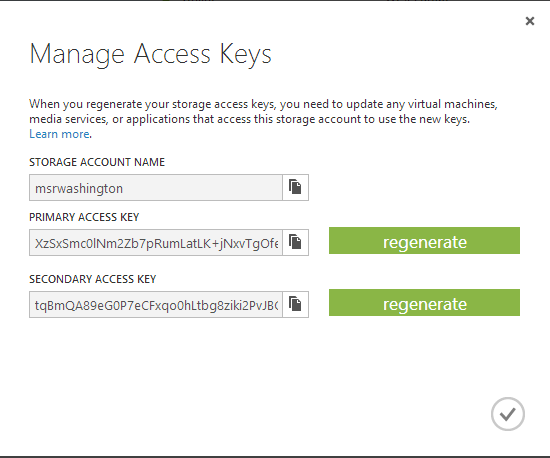 Manage Access Keys
When you regenerate your storage access keys, you need to update any virtual machines,
media services, or applications that access this storage account to use the new keys.
Learn more.
STORAGE ACCOUNT NAME
msrwashington
PRIMARY ACCESS KEY
XzSxSmc0lNm2Zb7pRumLatLK+jNxvTgOfe
regenerate
SECONDARY ACCESS KEY
tqBmQA89eG0P7eCFxqo0hLtbg8ziki2PvJBG
regenerate